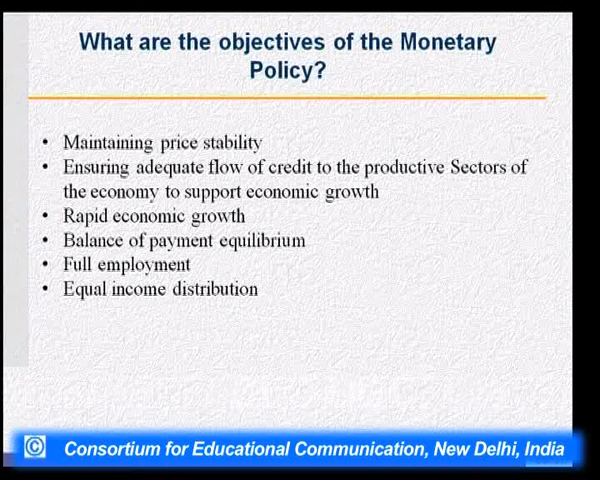 What are the objectives of the Monetary
Policy?
• Maintaining price stability
• Ensuring adequate flow of credit to the productive Sectors of
the economy to support economic growth
• Rapid economic growth
• Balance of payment equilibrium
• Full employment
• Equal income distribution
© Consortium for Educational Communication, New Delhi, India